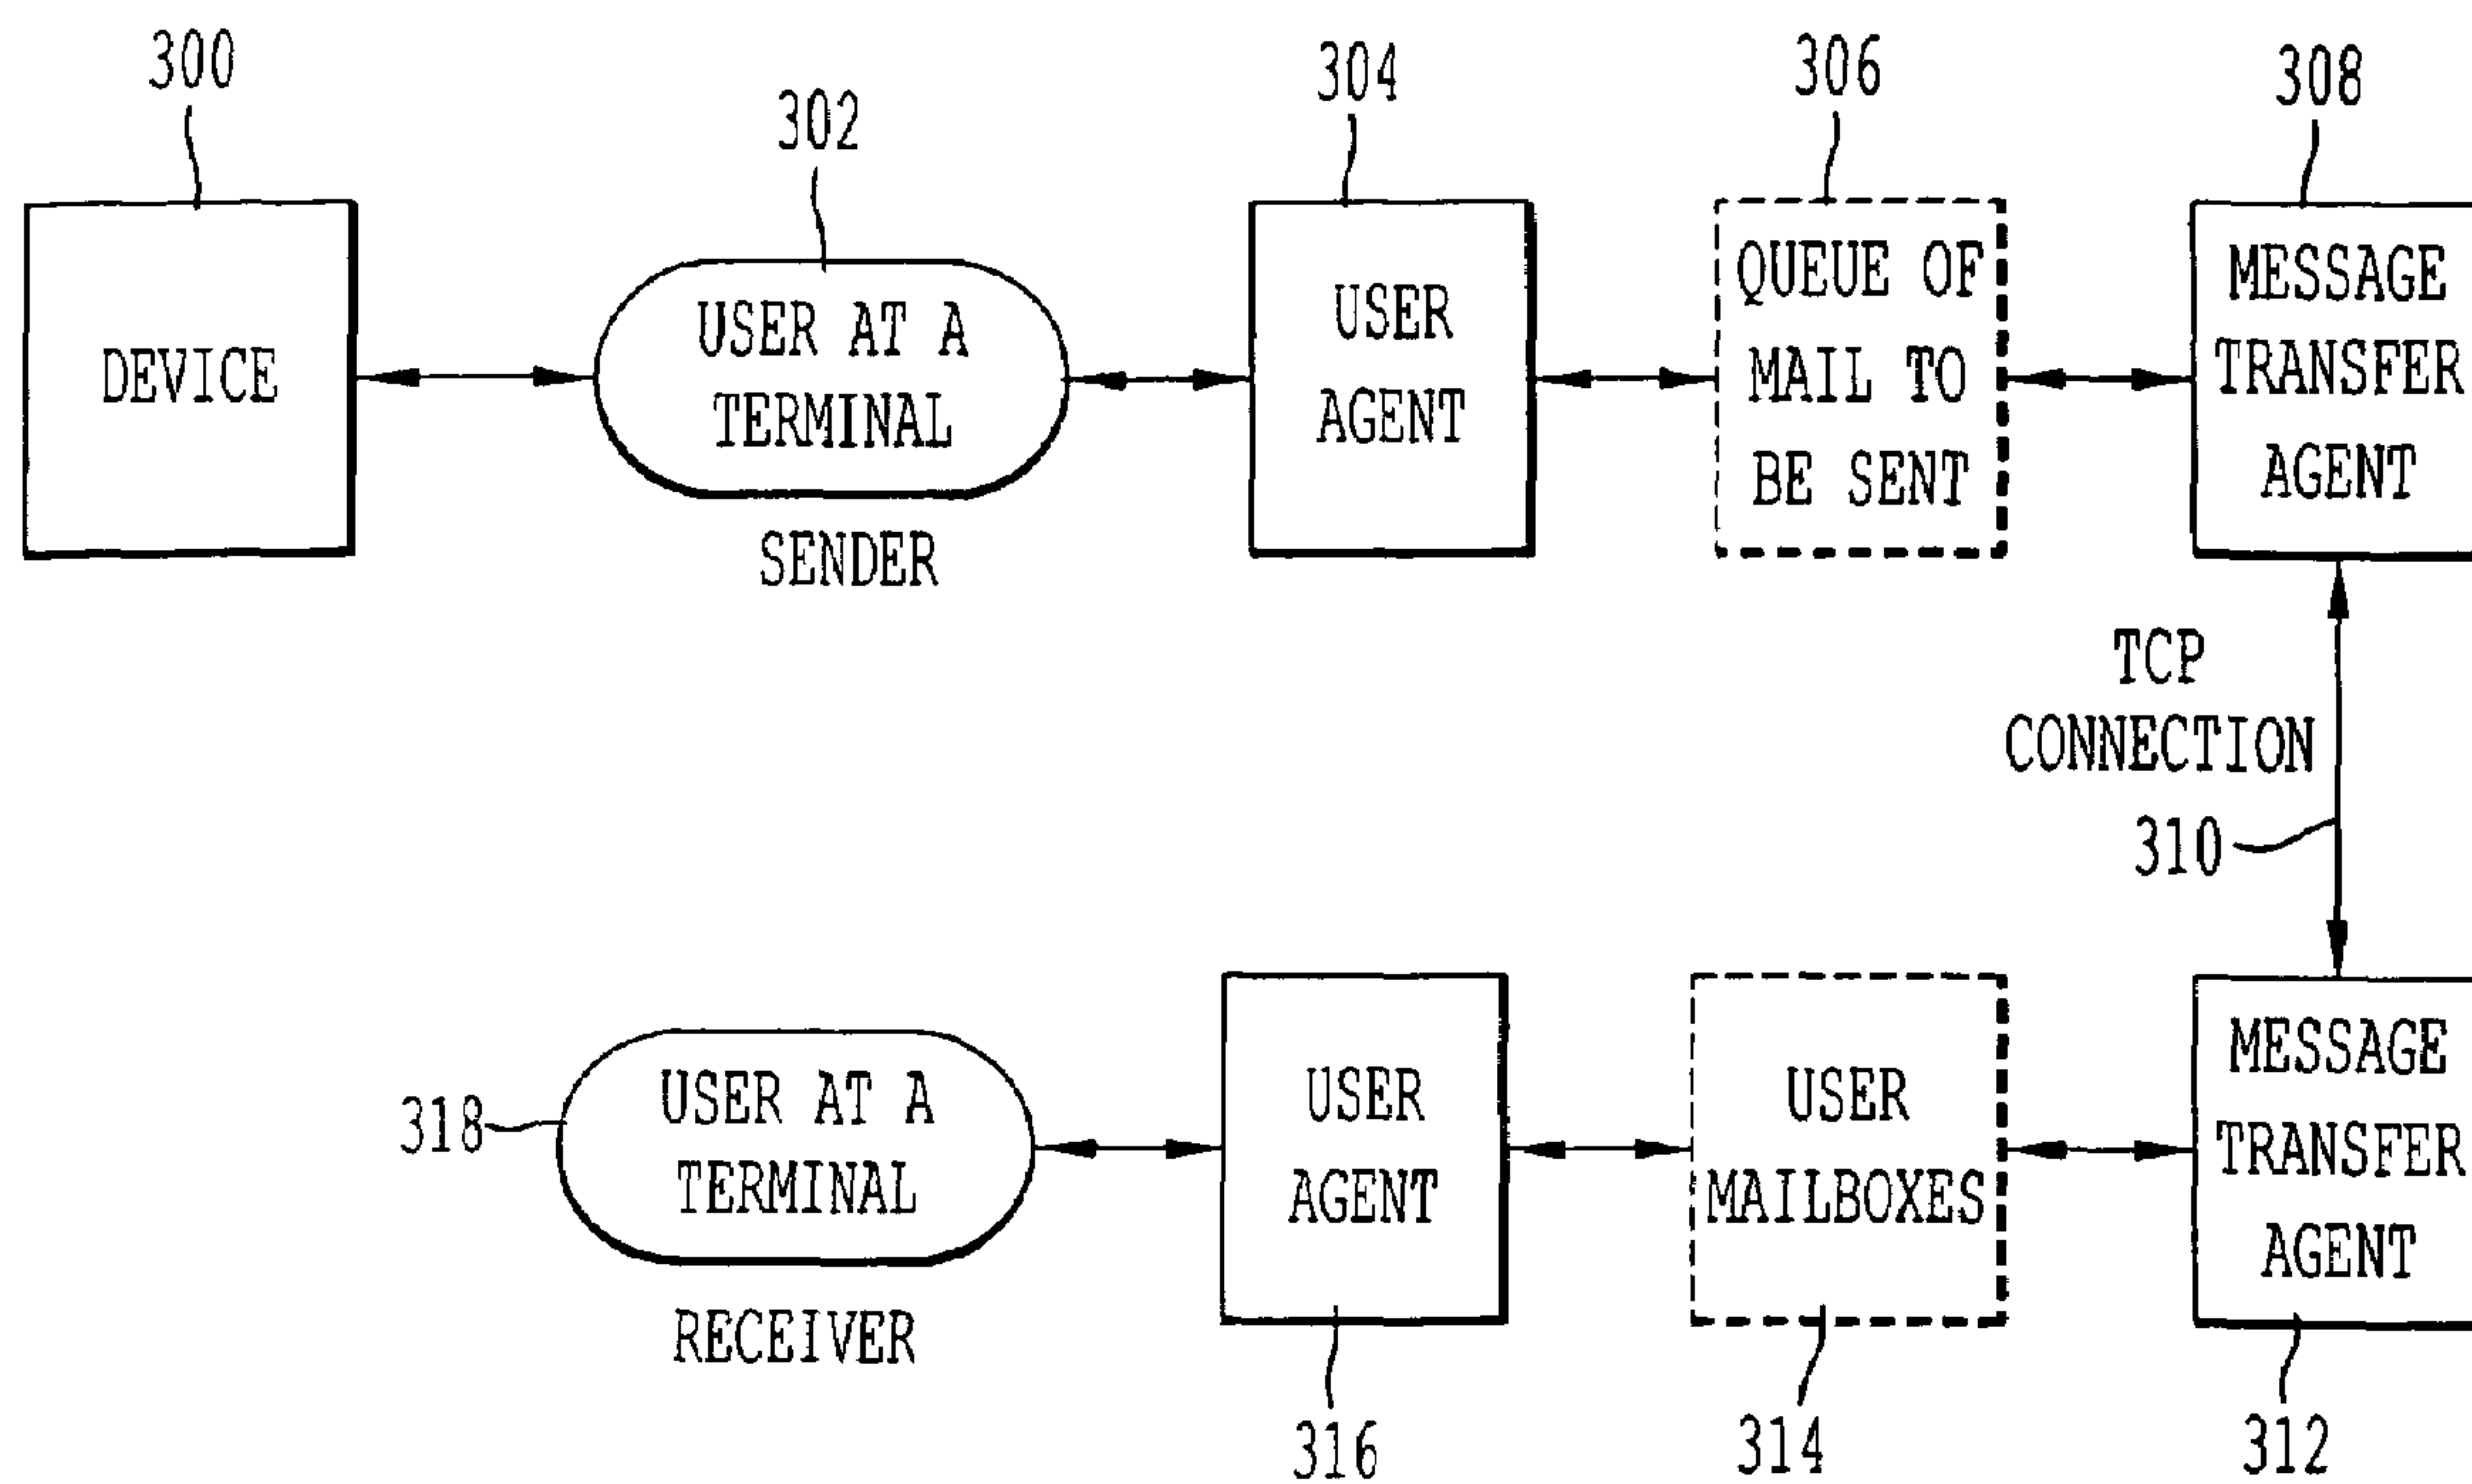 300
302
304
306
308
DEVICE
USER AT A
TERMINAL
SENDER
USER
AGENT
QUEUE OF
MAIL TO
BE SENT
MESSAGE
TRANSFER
AGENT
TCP
CONNECTION
310
318
USER AT A
TERMINAL
RECEIVER
USER
AGENT
USER
MAILBOXES
MESSAGE
TRANSFER
AGENT
316
314
312